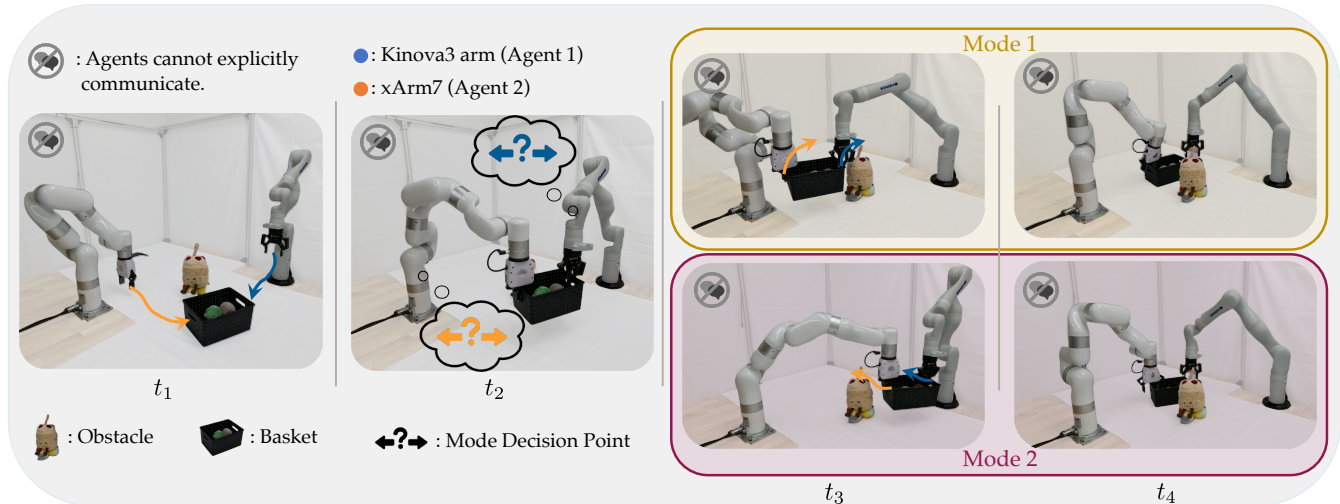 : Agents cannot explicitly
communicate.
: Kinova3 arm (Agent 1)
: xArm7 (Agent 2)
Mode 1
?
?
t1
t2
Mode 2
: Obstacle
: Basket
? : Mode Decision Point
t3
t4